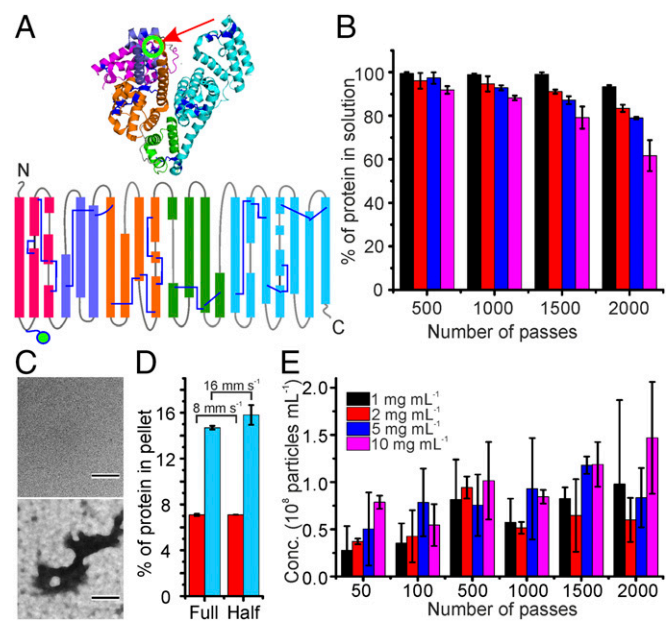 A
N
C
B
% of protein in solution
100
80
60
40
20
0
500 1000 1500 2000
Number of passes
C
D
% of protein in pellet
16
12
8
4
0
16 mm s⁻¹
8 mm s⁻¹
Full Half
E
Conc. (10⁸ particles mL⁻¹)
2.0
1.5
1.0
0.5
0.0
1 mg mL⁻¹
2 mg mL⁻¹
5 mg mL⁻¹
10 mg mL⁻¹
50 100 500 1000 1500 2000
Number of passes